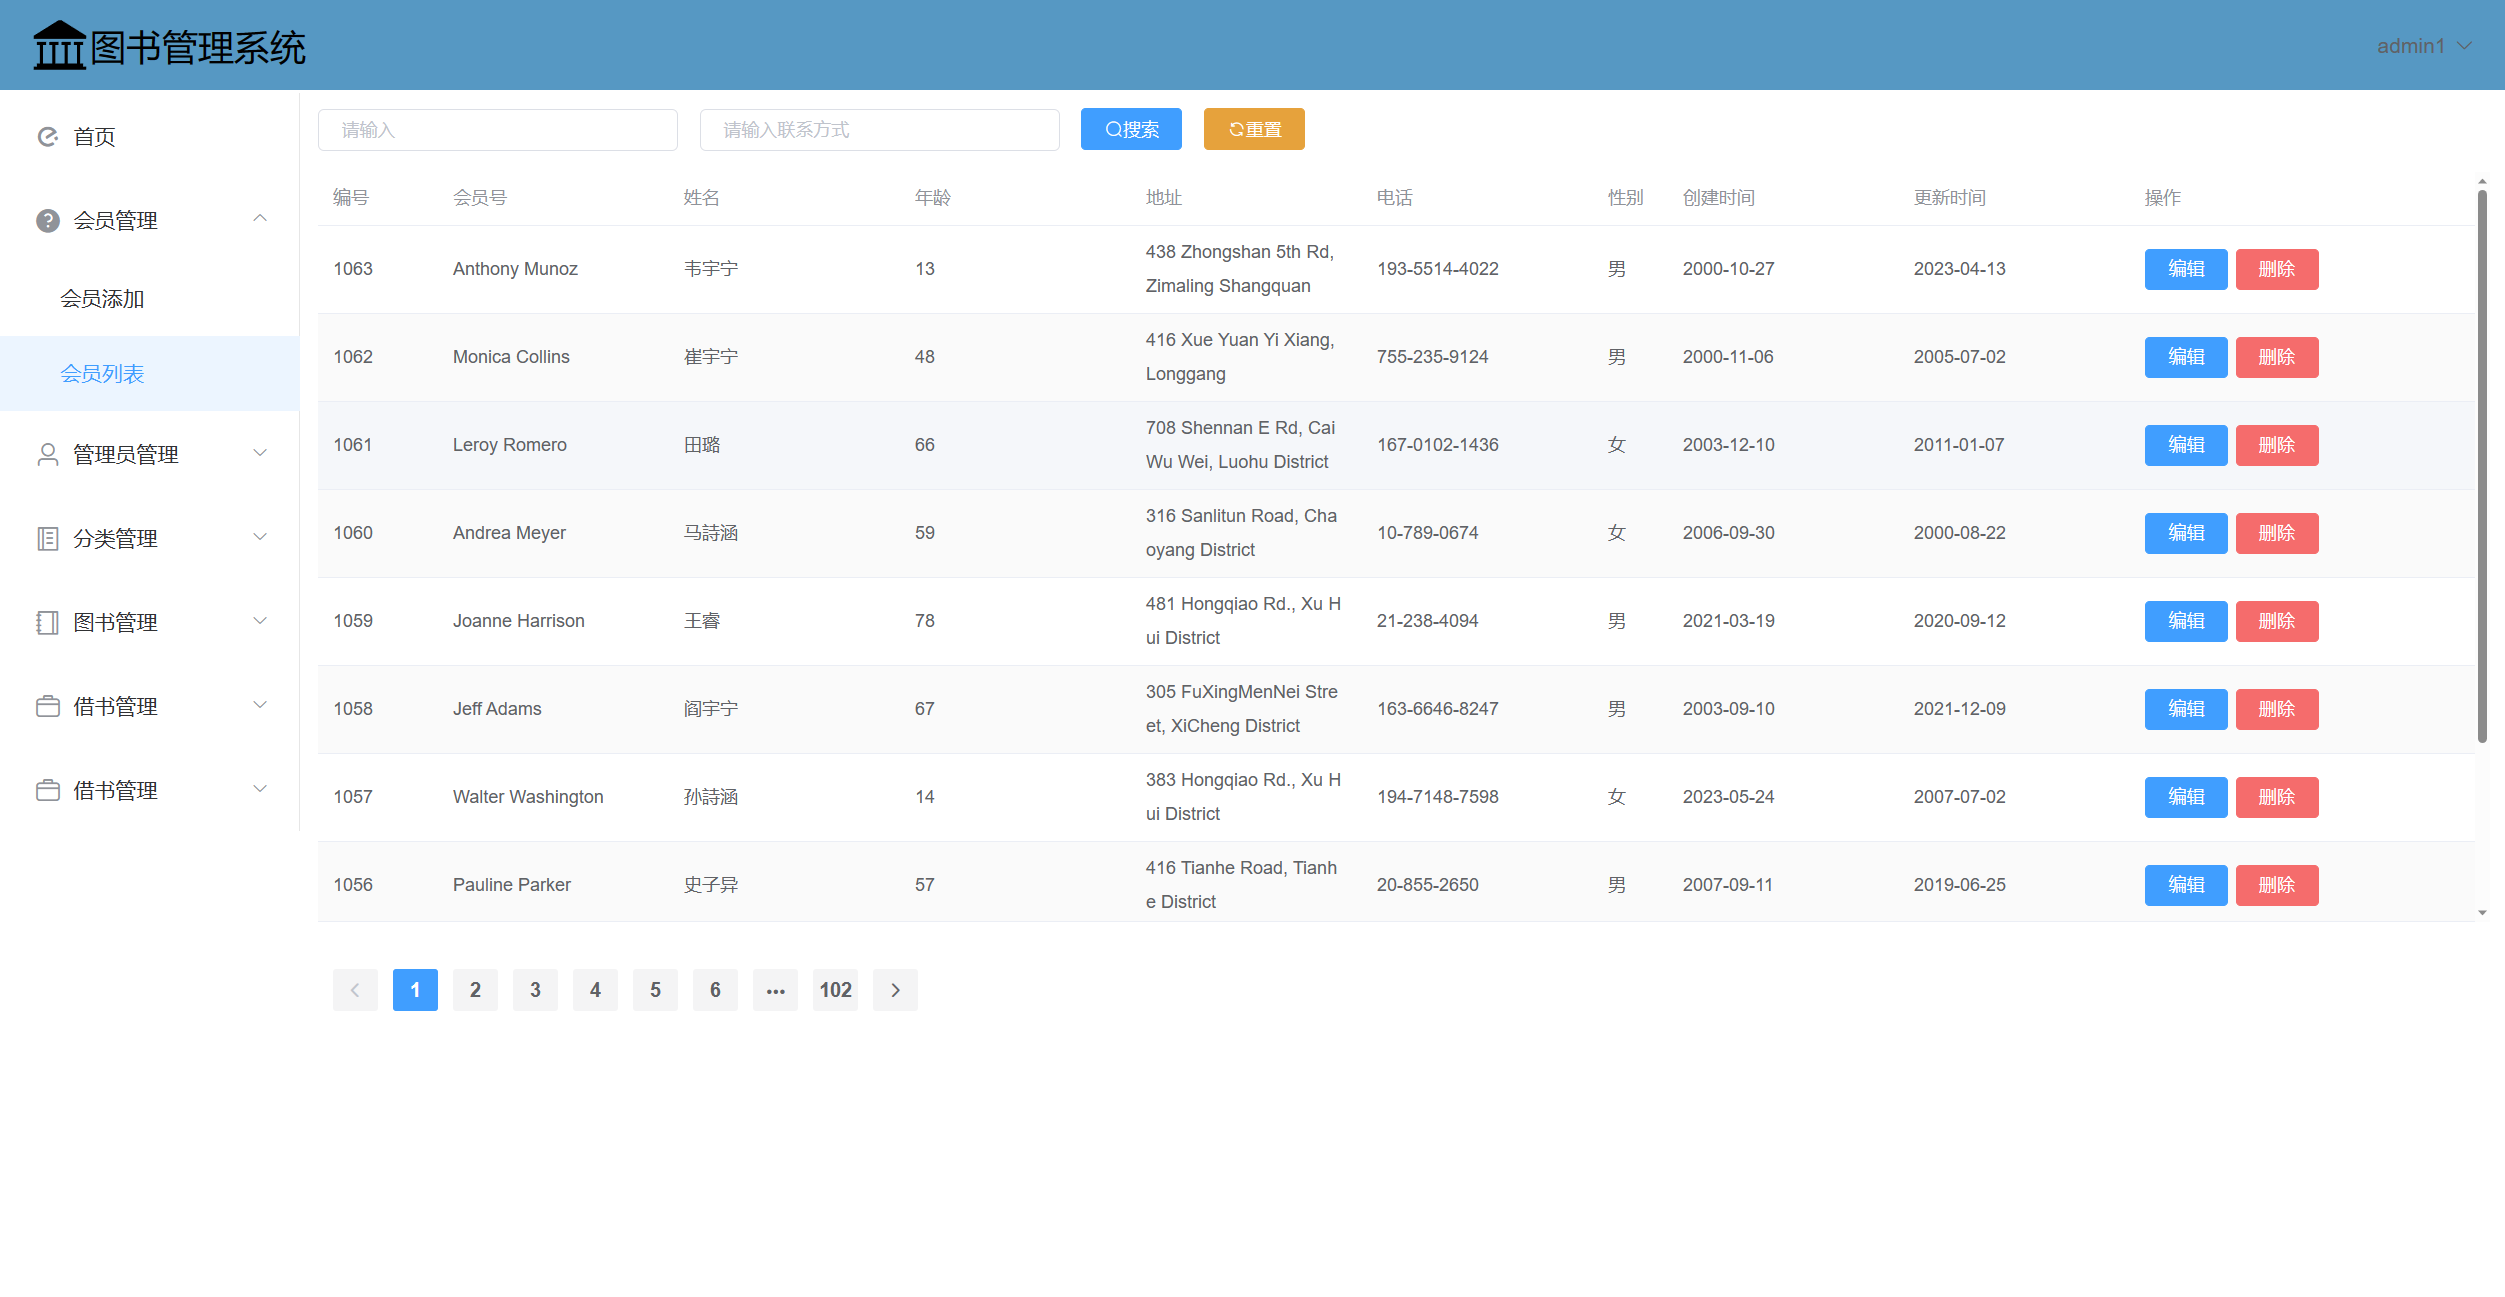 图书管理系统
admin1
首页
会员管理
会员添加
会员列表
管理员管理
分类管理
图书管理
借书管理
借书管理
请输入 请输入联系方式 搜索 重置
编号 会员号 姓名 年龄 地址 电话 性别 创建时间 更新时间 操作
1063 Anthony Munoz 韦宇宁 13 438 Zhongshan 5th Rd, Zimaling Shangquan 193-5514-4022 男 2000-10-27 2023-04-13 编辑 删除
1062 Monica Collins 崔宇宁 48 416 Xue Yuan Yi Xiang, Longgang 755-235-9124 男 2000-11-06 2005-07-02 编辑 删除
1061 Leroy Romero 田璐 66 708 Shennan E Rd, Cai Wu Wei, Luohu District 167-0102-1436 女 2003-12-10 2011-01-07 编辑 删除
1060 Andrea Meyer 马詩涵 59 316 Sanlitun Road, Chaoyang District 10-789-0674 女 2006-09-30 2000-08-22 编辑 删除
1059 Joanne Harrison 王睿 78 481 Hongqiao Rd., Xu Hui District 21-238-4094 男 2021-03-19 2020-09-12 编辑 删除
1058 Jeff Adams 阎宇宁 67 305 FuXingMenNei Street, XiCheng District 163-6646-8247 男 2003-09-10 2021-12-09 编辑 删除
1057 Walter Washington 孙詩涵 14 383 Hongqiao Rd., Xu Hui District 194-7148-7598 女 2023-05-24 2007-07-02 编辑 删除
1056 Pauline Parker 史子异 57 416 Tianhe Road, Tianhe District 20-855-2650 男 2007-09-11 2019-06-25 编辑 删除
1 2 3 4 5 6 ••• 102